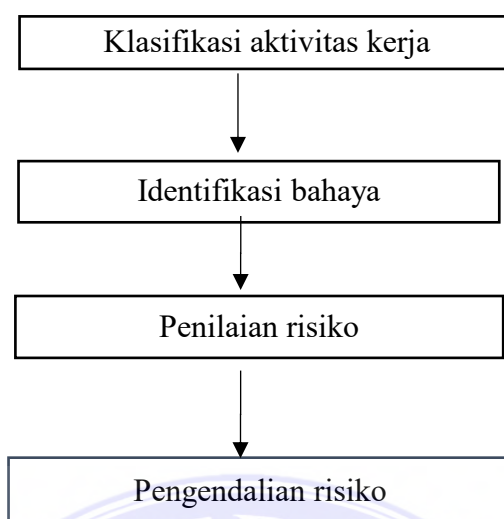 Klasifikasi aktivitas kerja
Identifikasi bahaya
Penilaian risiko
Pengendalian risiko